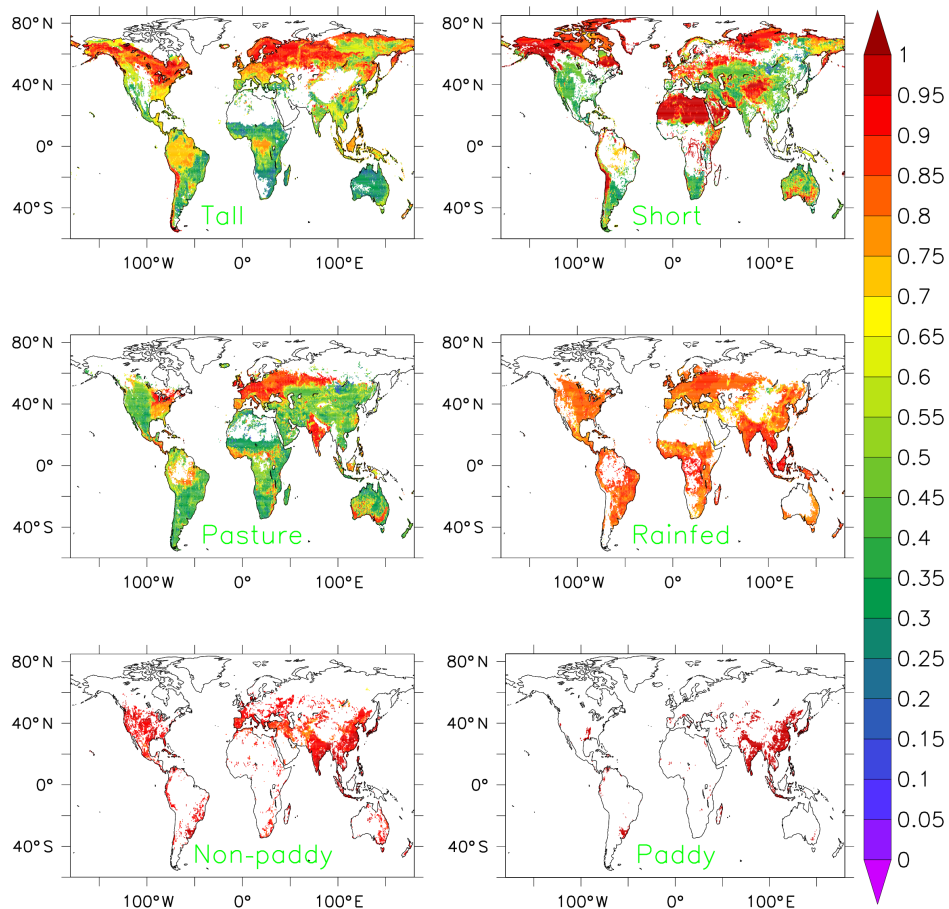 80°N
40°N
0°
40°S
Tall
100°W 0° 100°E
80°N
40°N
0°
40°S
Short
100°W 0° 100°E
80°N
40°N
0°
40°S
Pasture
100°W 0° 100°E
80°N
40°N
0°
40°S
Rainfed
100°W 0° 100°E
80°N
40°N
0°
40°S
Non-paddy
100°W 0° 100°E
80°N
40°N
0°
40°S
Paddy
100°W 0° 100°E
1
0.95
0.9
0.85
0.8
0.75
0.7
0.65
0.6
0.55
0.5
0.45
0.4
0.35
0.3
0.25
0.2
0.15
0.1
0.05
0